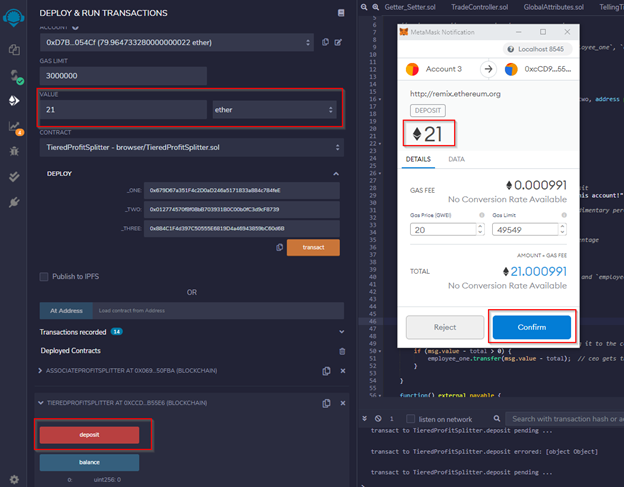 DEPLOY & RUN TRANSACTIONS
ACCOUNT
0xD7B...054Cf (79.964733280000000022 ether)
GAS LIMIT
3000000
VALUE
21
ether
CONTRACT
TieredProfitSplitter - browser/TieredProfitSplitter.sol
DEPLOY
_ONE:
_TWO:
_THREE:
transact
Publish to IPFS
OR
At Address
Load contract from Address
Transactions recorded 14
Deployed Contracts
ASSOCIATEPROFITSPLITTER AT 0X069...50FBA (BLOCKCHAIN)
TIEREDPROFITSPLITTER AT 0XCCD...B55E6 (BLOCKCHAIN)
deposit
balance
0: uint256: 0
4
Getter_Setter.sol
TradeController.sol
GlobalAttributes.sol
MetaMask Notification
Localhost 8545
Account 3
0xcCD9...55...
http://remix.ethereum.org
DEPOSIT
21
DETAILS
DATA
GAS FEE
0.000991
No Conversion Rate Available
Gas Price (GWEI)
Gas Limit
20
49549
AMOUNT + GAS FEE
TOTAL
21.000991
No Conversion Rate Available
Reject
Confirm
if (msg.value - total > 0) {
employee_one.transfer(msg.value - total); // ceo gets
}
}
function() external payable {
1
listen on network
Search with transaction hash or
transact to TieredProfitSplitter.deposit pending ...
transact to TieredProfitSplitter.deposit errored: [object Object]
transact to TieredProfitSplitter.deposit pending ...